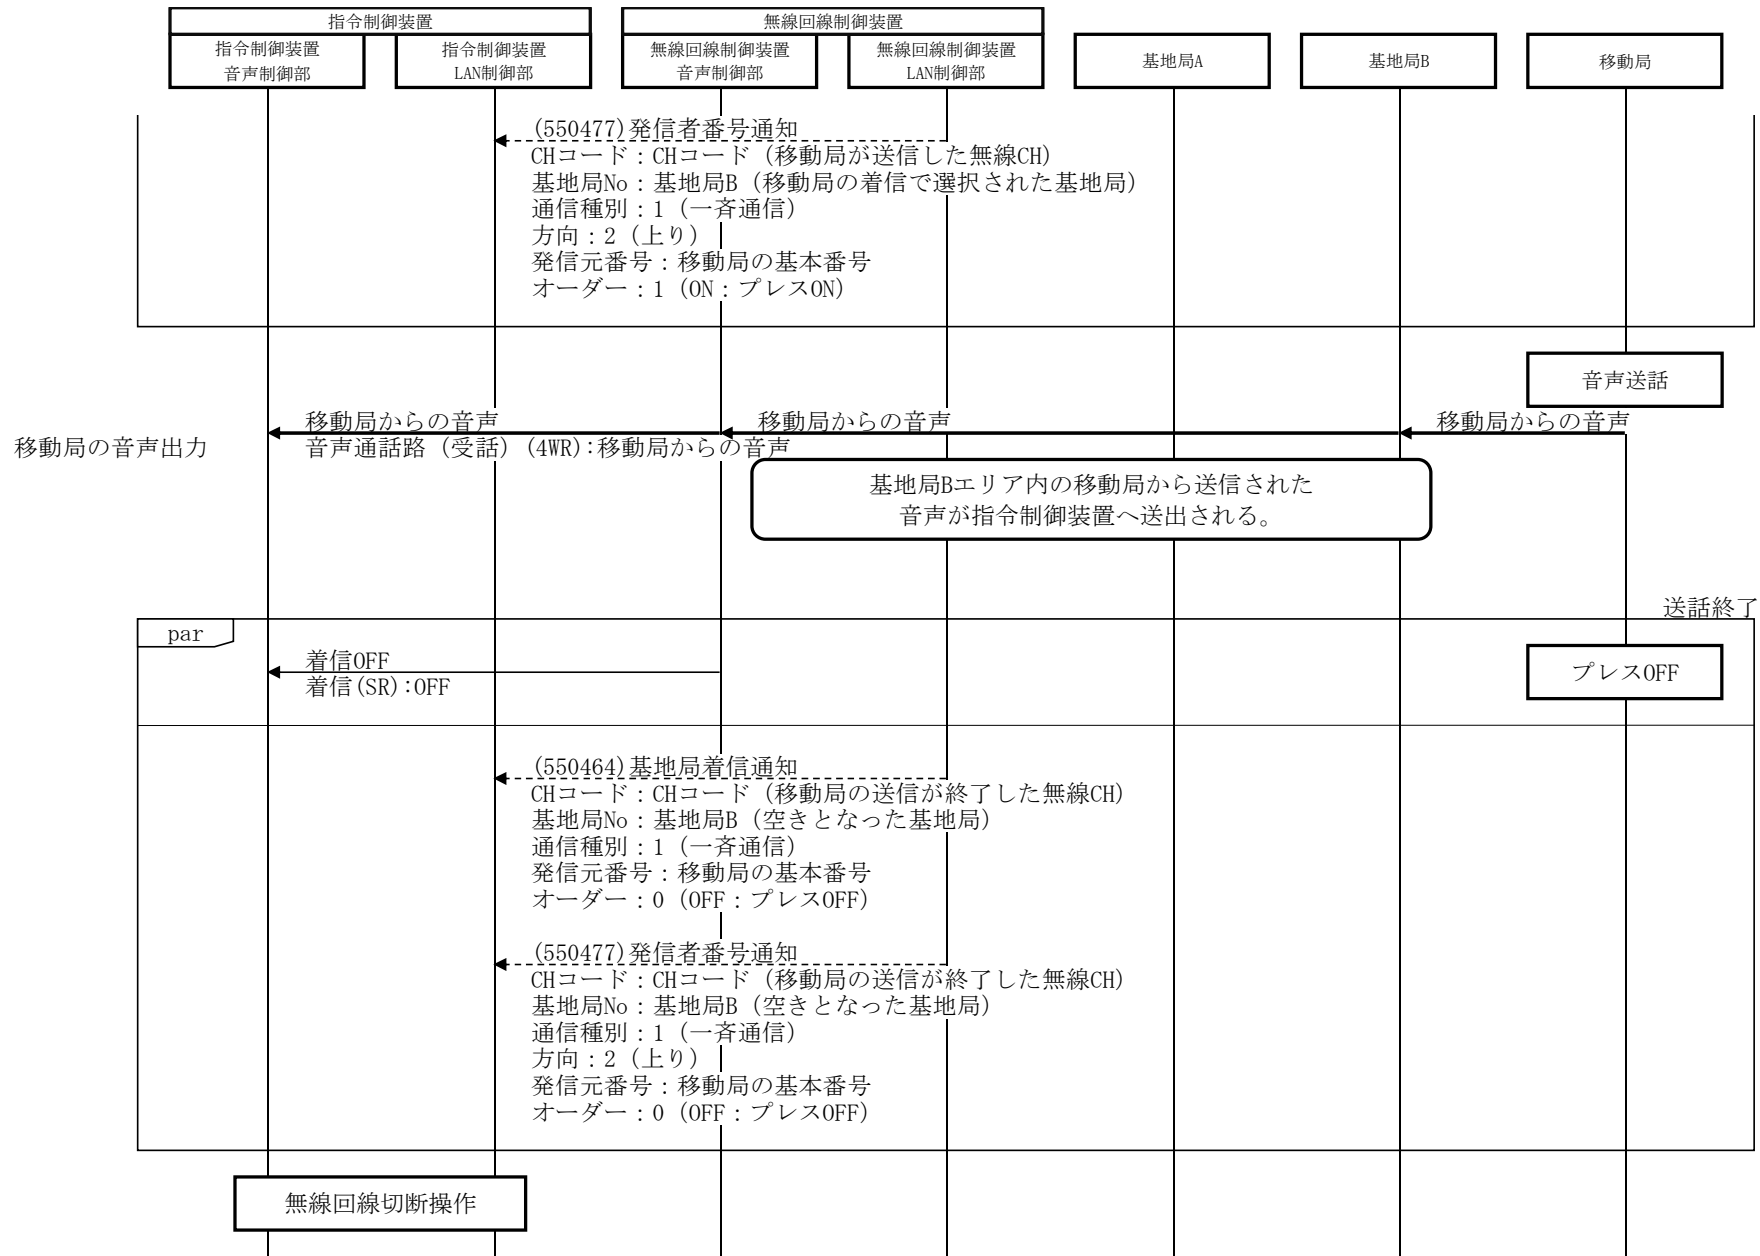 指令制御装置
無線回線制御装置
指令制御装置
音声制御部
指令制御装置
LAN制御部
無線回線制御装置
音声制御部
無線回線制御装置
LAN制御部
基地局A
基地局B
移動局
(550477)発信者番号通知
CHコード：CHコード（移動局が送信した無線CH）
基地局No：基地局B（移動局の着信で選択された基地局）
通信種別：1（一斉通信）
方向：2（上り）
発信元番号：移動局の基本番号
オーダー：1（ON：プレスON）
音声送話
移動局からの音声
移動局からの音声
移動局からの音声
移動局の音声出力
音声通話路（受話）(4WR):移動局からの音声
基地局Bエリア内の移動局から送信された
音声が指令制御装置へ送出される。
送話終了
par
着信OFF
着信(SR):OFF
プレスOFF
(550464)基地局着信通知
CHコード：CHコード（移動局の送信が終了した無線CH）
基地局No：基地局B（空きとなった基地局）
通信種別：1（一斉通信）
発信元番号：移動局の基本番号
オーダー：0（OFF：プレスOFF）
(550477)発信者番号通知
CHコード：CHコード（移動局の送信が終了した無線CH）
基地局No：基地局B（空きとなった基地局）
通信種別：1（一斉通信）
方向：2（上り）
発信元番号：移動局の基本番号
オーダー：0（OFF：プレスOFF）
無線回線切断操作